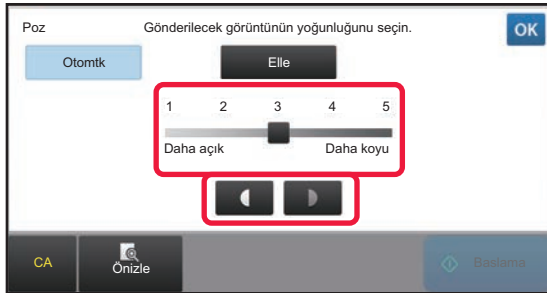 Poz Gönderilecek görüntünün yoğunluğunu seçin. OK
Otomtk Elle
1 2 3 4 5
Daha açık Daha koyu
CA Önizle Baslama